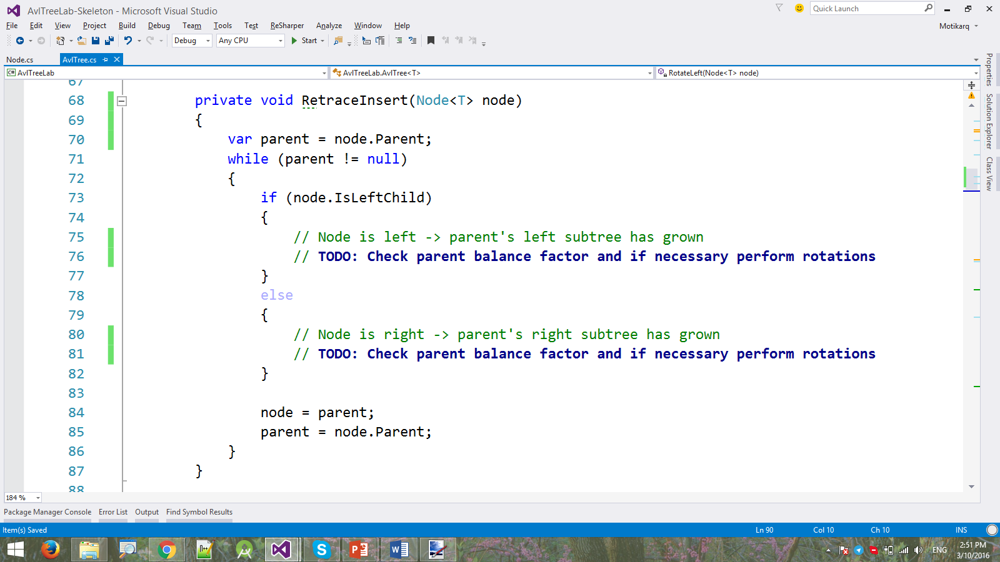 AvlTreeLab-Skeleton - Microsoft Visual Studio
Quick Launch
File Edit View Project Build Debug Team Tools Test ReSharper Analyze Window Help
Motikarq
Debug Any CPU Start
Node.cs AvlTree.cs
C# AvlTreeLab AvlTreeLab.AvlTree<T> RotateLeft(Node<T> node)
67
68 private void RetraceInsert(Node<T> node)
69 {
70 var parent = node.Parent;
71 while (parent != null)
72 {
73 if (node.IsLeftChild)
74 {
75 // Node is left -> parent's left subtree has grown
76 // TODO: Check parent balance factor and if necessary perform rotations
77 }
78 else
79 {
80 // Node is right -> parent's right subtree has grown
81 // TODO: Check parent balance factor and if necessary perform rotations
82 }
83
84 node = parent;
85 parent = node.Parent;
86 }
87 }
88
Properties
Solution Explorer
Class View
184 %
Package Manager Console Error List Output Find Symbol Results
Item(s) Saved Ln 90 Col 10 Ch 10 INS
ENG
2:51 PM
3/10/2016